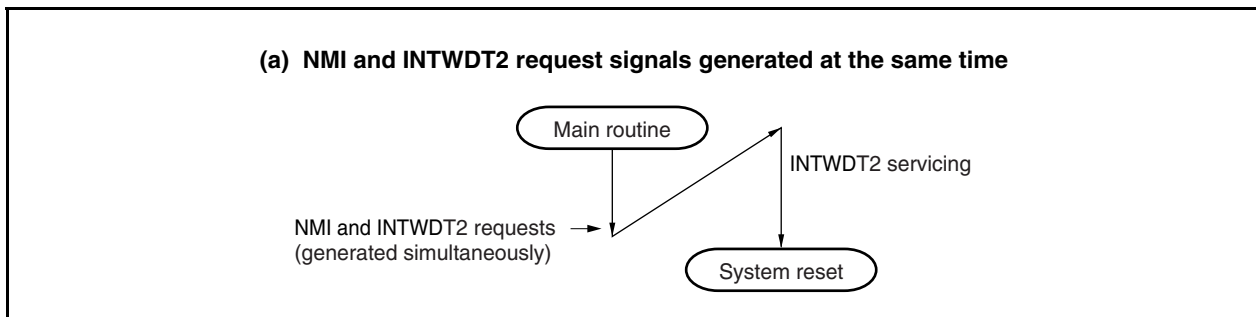 (a) NMI and INTWDT2 request signals generated at the same time
Main routine
INTWDT2 servicing
NMI and INTWDT2 requests
(generated simultaneously)
System reset